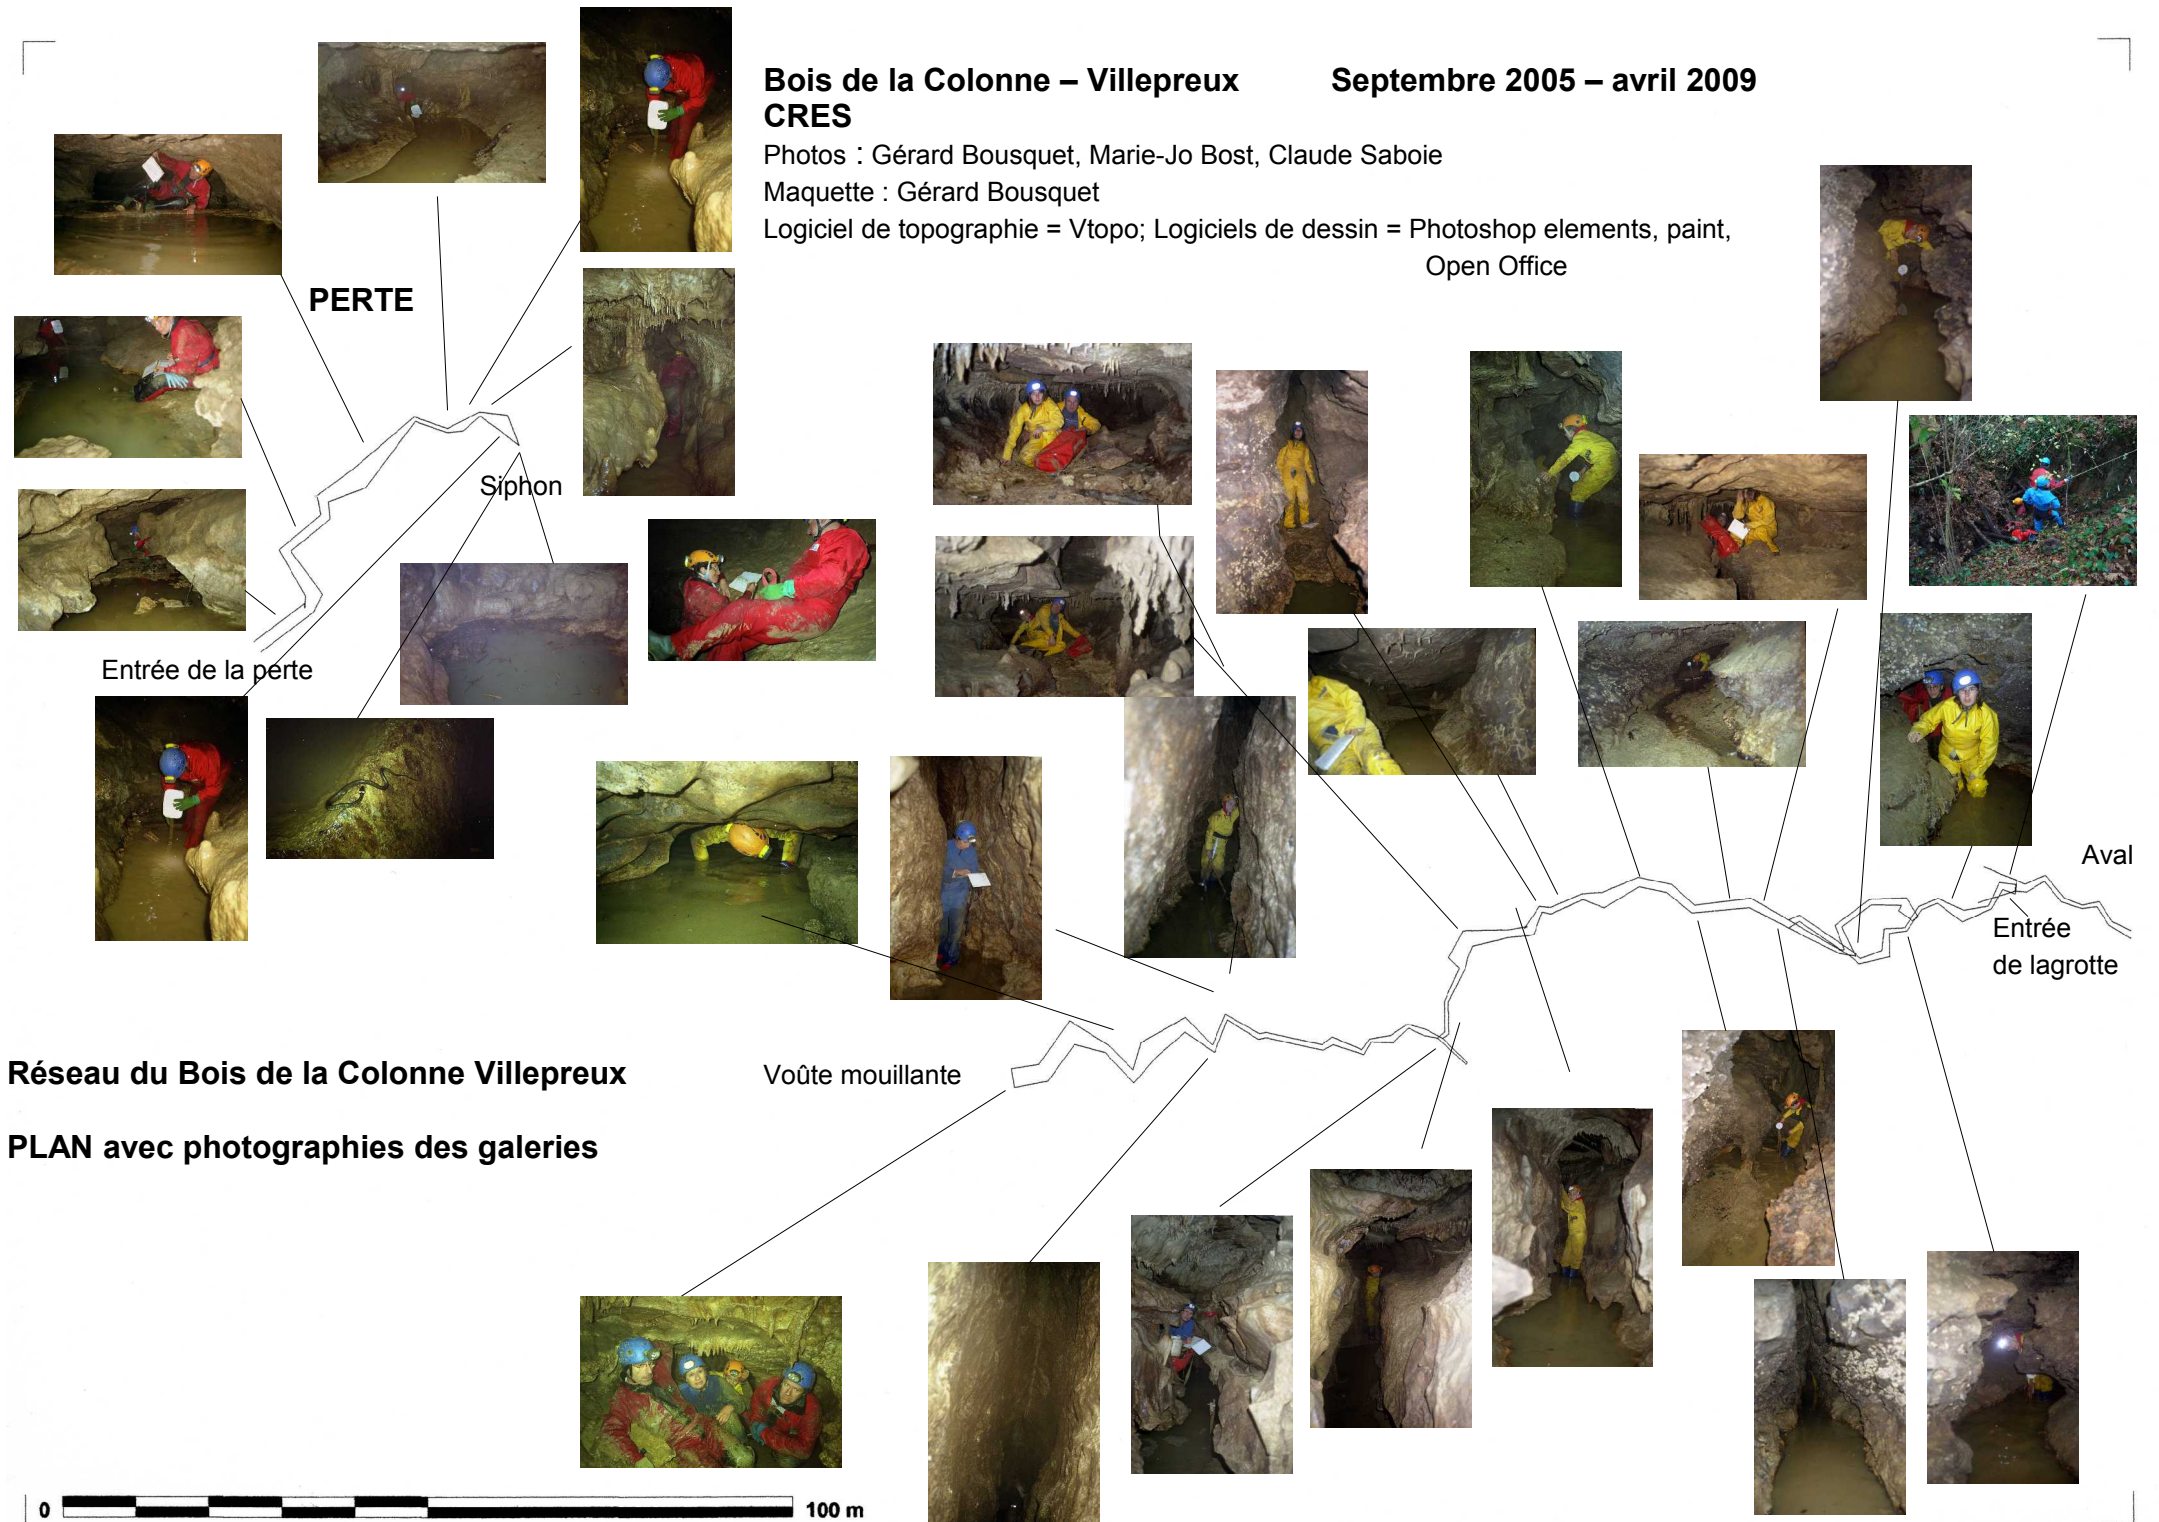 Bois de la Colonne – Villepreux Septembre 2005 – avril 2009
CRES
Photos : Gérard Bousquet, Marie-Jo Bost, Claude Saboie
Maquette : Gérard Bousquet
Logiciel de topographie = Vtopo; Logiciels de dessin = Photoshop elements, paint,
Open Office
PERTE
Siphon
Entrée de la perte
Aval
Entrée
de lagrotte
Voûte mouillante
Réseau du Bois de la Colonne Villepreux
PLAN avec photographies des galeries
0 100 m